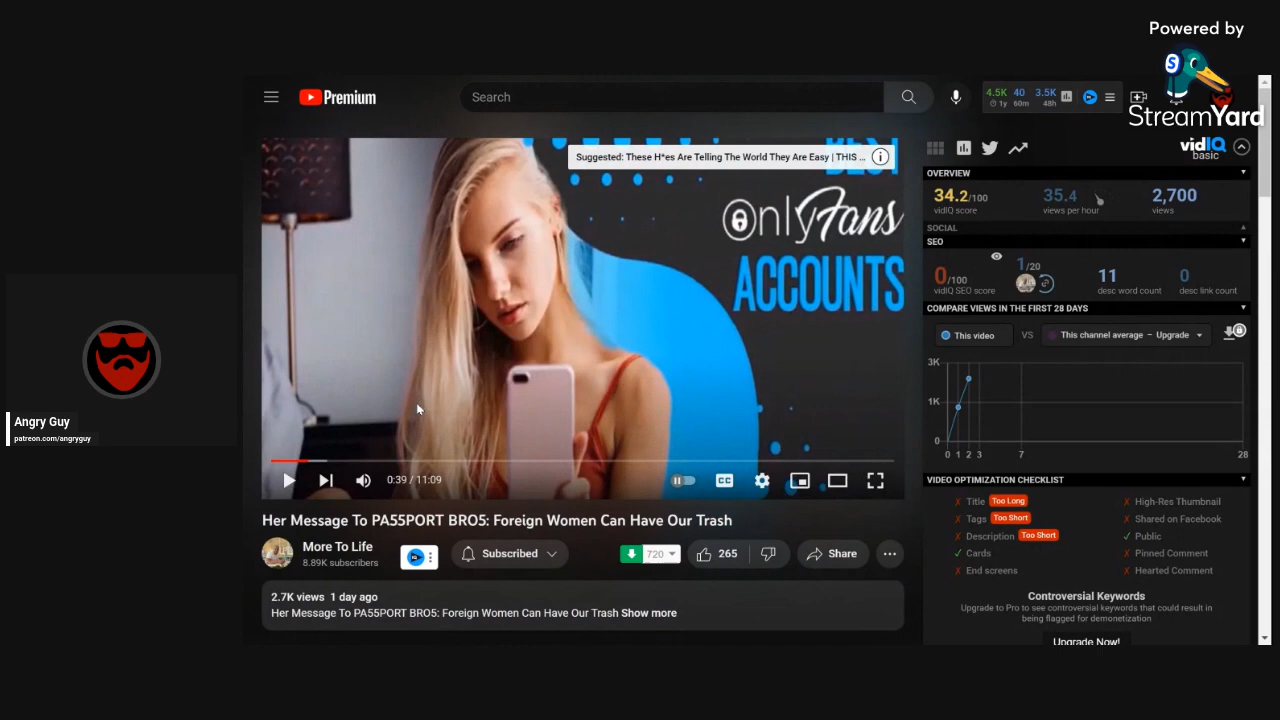 Powered by
StreamYard
Premium
Search
4.5K 40 3.5K
1y 60m 48h
Suggested: These H*es Are Telling The World They Are Easy | THIS ...
BEST
OnlyFans
ACCOUNTS
0:39 / 11:09
CC
Her Message To PA55PORT BRO5: Foreign Women Can Have Our Trash
More To Life
8.89K subscribers
Subscribed
720
265
Share
2.7K views 1 day ago
Her Message To PA55PORT BRO5: Foreign Women Can Have Our Trash Show more
Angry Guy
patreon.com/angryguy
vidIQ
basic
OVERVIEW
34.2/100 35.4 2,700
vidIQ score views per hour views
SOCIAL
SEO
0/100 1/20 11 0
vidIQ SEO score desc word count desc link count
COMPARE VIEWS IN THE FIRST 28 DAYS
This video VS This channel average – Upgrade
3K
1K
0
0 1 2 3 7 28
VIDEO OPTIMIZATION CHECKLIST
✗ Title Too Long ✗ High-Res Thumbnail
✗ Tags Too Short ✗ Shared on Facebook
✗ Description Too Short ✓ Public
✓ Cards ✗ Pinned Comment
✗ End screens ✗ Hearted Comment
Controversial Keywords
Upgrade to Pro to see controversial keywords that could result in
being flagged for demonetization
Upgrade Now!